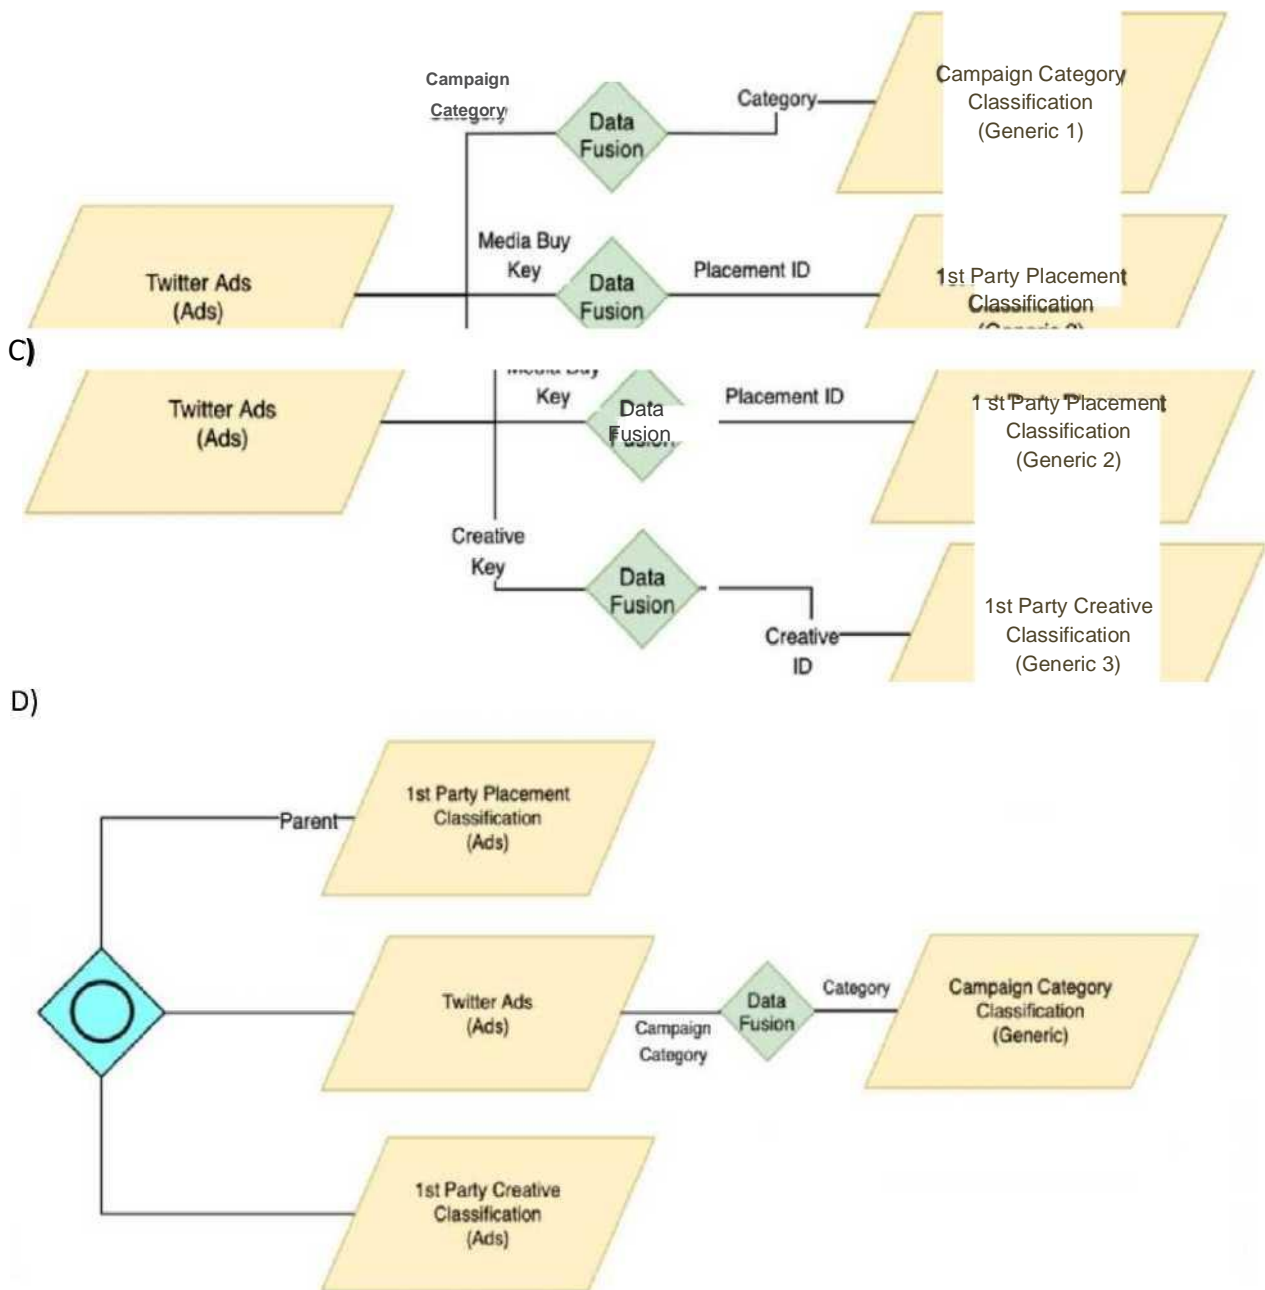 Campaign
Category
Data
Fusion
Category
Campaign Category
Classification
(Generic 1)
Twitter Ads
(Ads)
Media Buy
Key
Data
Fusion
Placement ID
1st Party Placement
Classification
C)
Twitter Ads
(Ads)
Key
Data
Fusion
Placement ID
1 st Party Placement
Classification
(Generic 2)
Creative
Key
Data
Fusion
Creative
ID
1st Party Creative
Classification
(Generic 3)
D)
Parent
1st Party Placement
Classification
(Ads)
Twitter Ads
(Ads)
Campaign
Category
Data
Fusion
Category
Campaign Category
Classification
(Generic)
1st Party Creative
Classification
(Ads)